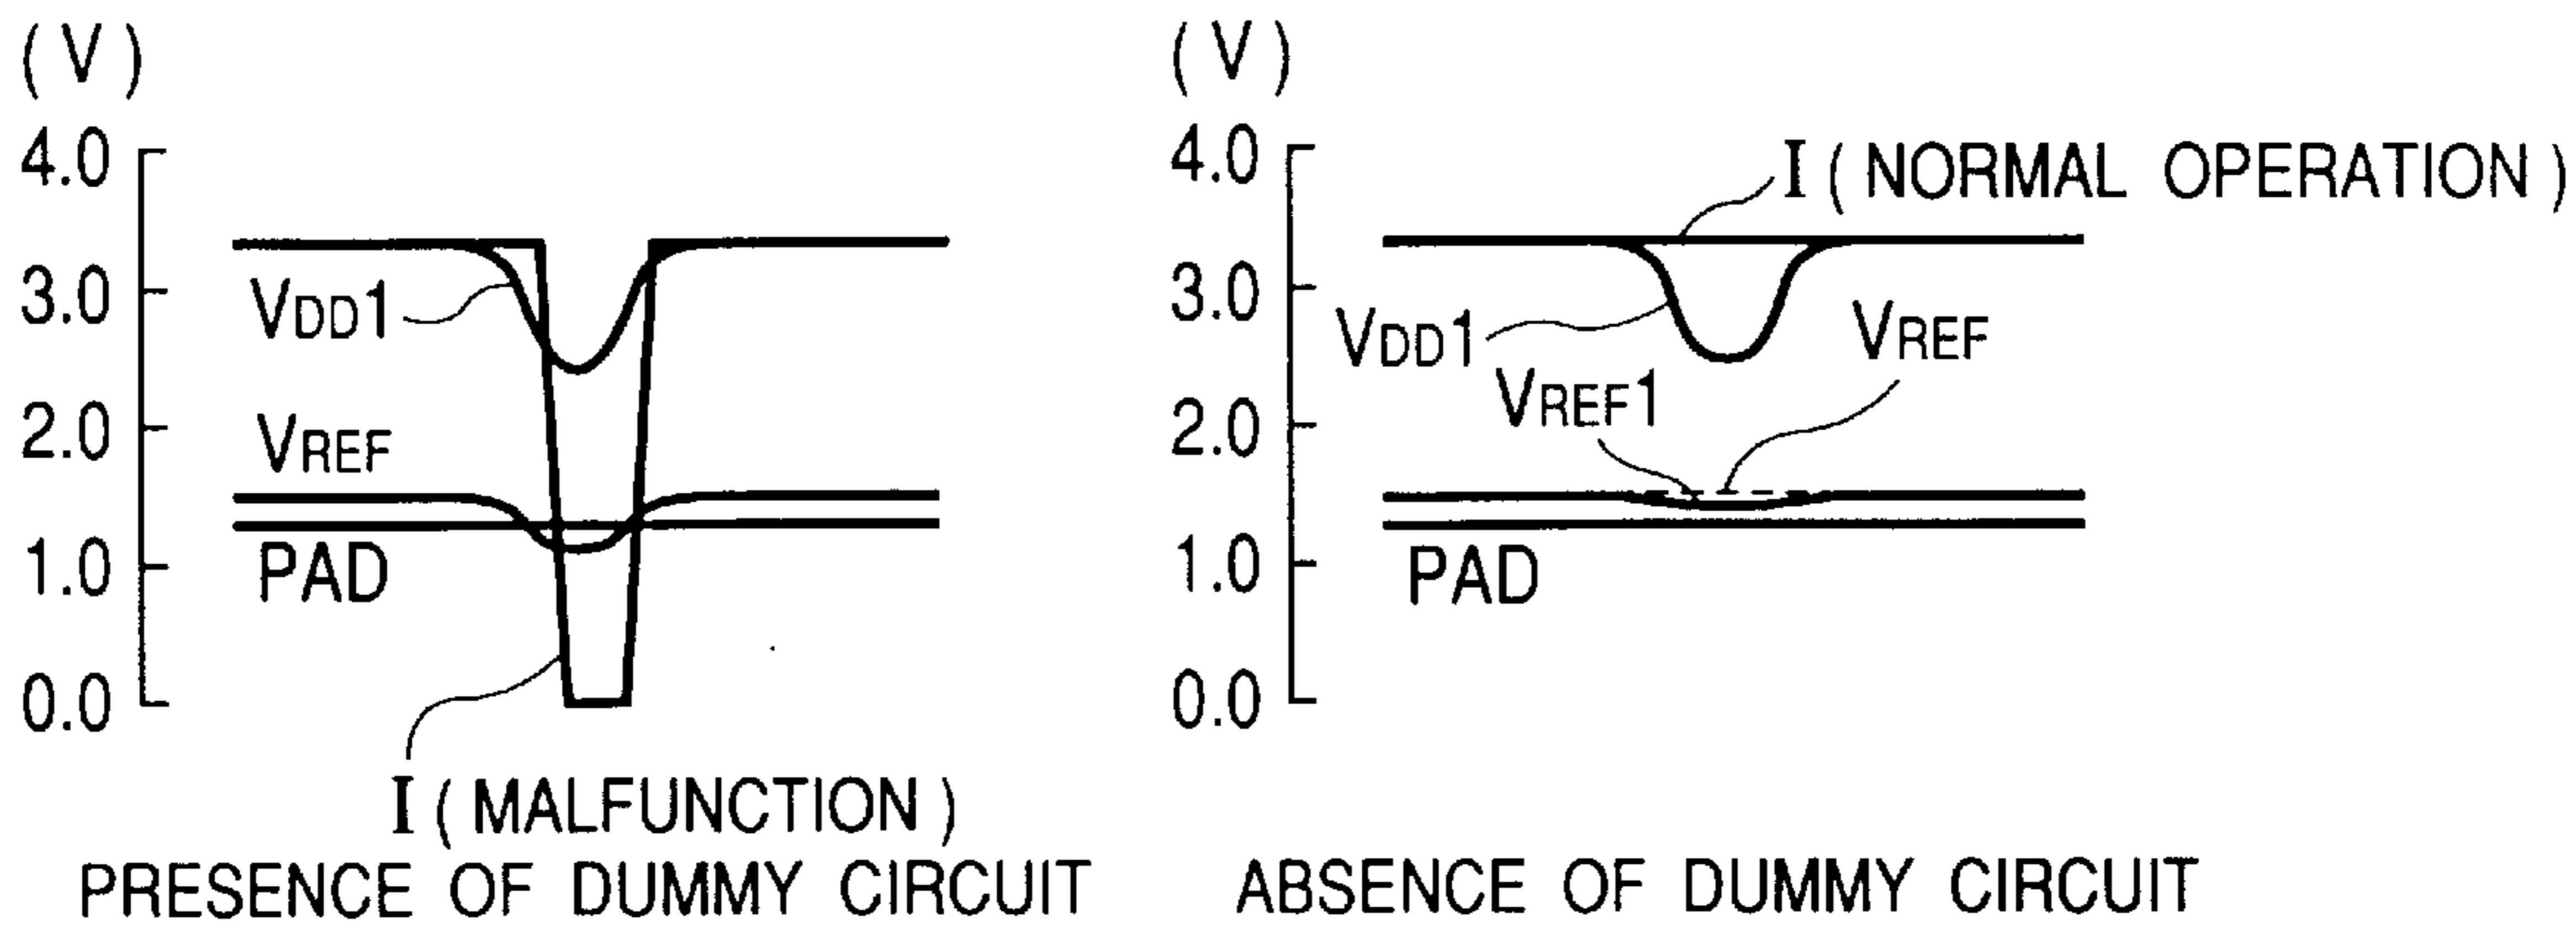 (V)
4.0
3.0
2.0
1.0
0.0
VDD1
VREF
PAD
I (MALFUNCTION)
PRESENCE OF DUMMY CIRCUIT
(V)
4.0
3.0
2.0
1.0
0.0
I (NORMAL OPERATION)
VDD1
VREF
VREF1
PAD
ABSENCE OF DUMMY CIRCUIT